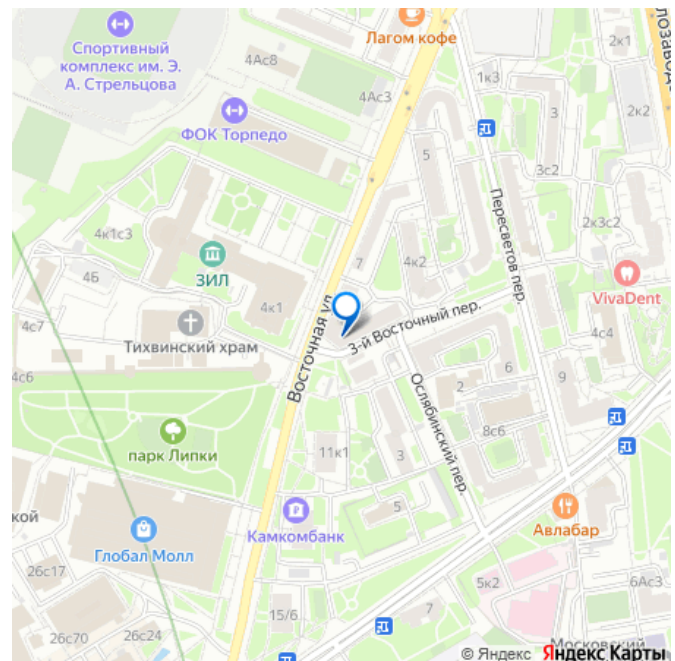 Лагом кофе
Спортивный
комплекс им. Э.
А. Стрельцова
4Ас8
4Ас3
2к1
1к3
3
2к2
ФОК Торпедо
5
3с2
Пересветов пер.
4к1с3
7
4к2
2к3с2
4Б
ЗИЛ
4к1
VivaDent
4с7
Тихвинский храм
Восточная ул.
3-й Восточный пер.
4с4
4с6
Ослябинский пер.
2
6
9
8с6
парк Липки
11к1
3
кой
Глобал Молл
Камкомбанк
5
Авлабар
26с17
5к2
6Ас3
15/6
7
26с70
26с24
Московский
© Яндекс Яндекс Карты